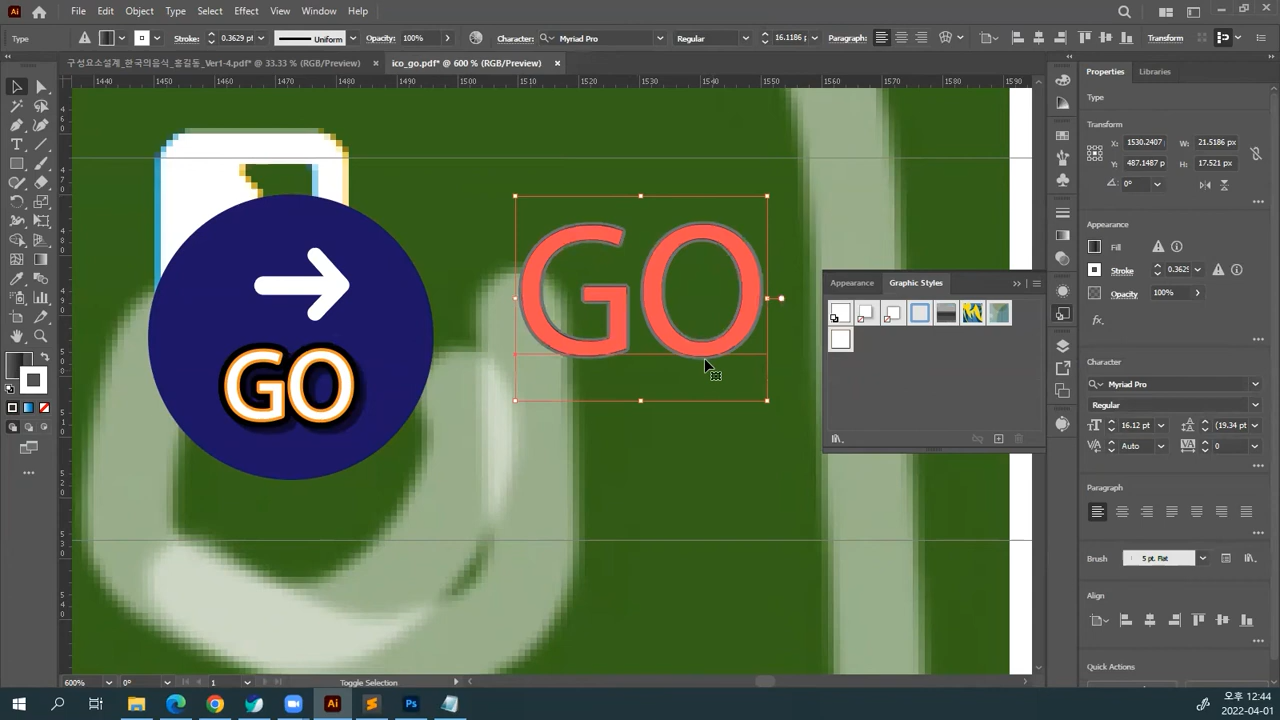 Ai File Edit Object Type Select Effect View Window Help
Type Stroke: 0.3629 pt Uniform Opacity: 100% Character: Myriad Pro Regular 16.1186 p Paragraph: Transform
구성요소설계_한국의음식_홍길동_Ver1-4.pdf* @ 33.33 % (RGB/Preview) × ico_go.pdf* @ 600 % (RGB/Preview) ×
1440 1450 1460 1470 1480 1490 1500 1510 1520 1530 1540 1550 1560 1570 1580 1590
Properties Libraries
Type
Transform
X: 1530.2407 W: 21.5186 px
Y: 487.1487 p H: 17.521 px
0°
Appearance
Fill
Stroke 0.3629
Opacity 100%
fx.
GO
GO
Appearance Graphic Styles
Character
Myriad Pro
Regular
16.12 pt (19.34 pt
Auto 0
Paragraph
Brush 5 pt. Flat
Align
Quick Actions
600% 0° 1 Toggle Selection
Ai Ps
오후 12:44
2022-04-01